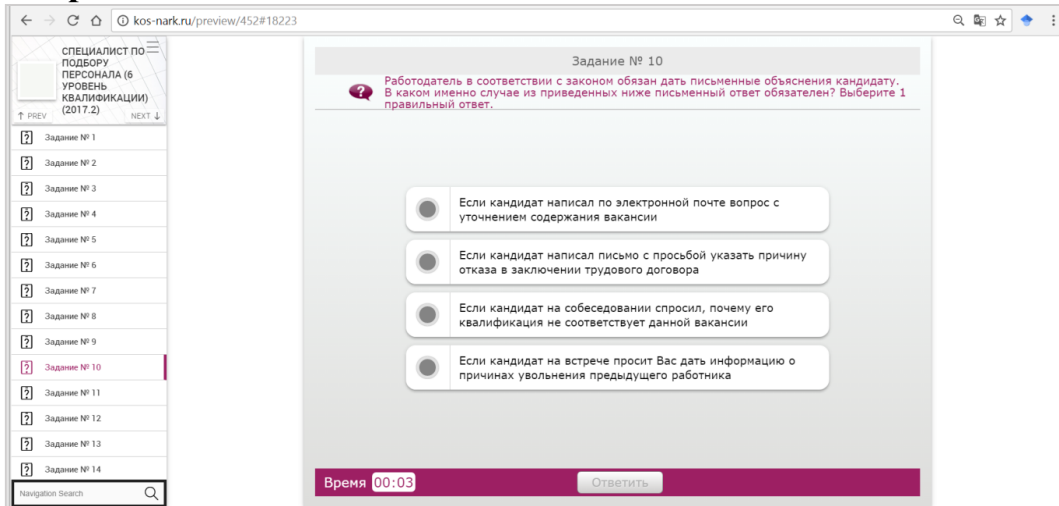 kos-nark.ru/preview/452#18223
СПЕЦИАЛИСТ ПО
ПОДБОРУ
ПЕРСОНАЛА (6
УРОВЕНЬ
КВАЛИФИКАЦИИ)
(2017.2)
↑ PREV
NEXT ↓
Задание № 1
Задание № 2
Задание № 3
Задание № 4
Задание № 5
Задание № 6
Задание № 7
Задание № 8
Задание № 9
Задание № 10
Задание № 11
Задание № 12
Задание № 13
Задание № 14
Navigation Search
Задание № 10
Работодатель в соответствии с законом обязан дать письменные объяснения кандидату.
В каком именно случае из приведенных ниже письменный ответ обязателен? Выберите 1
правильный ответ.
Если кандидат написал по электронной почте вопрос с
уточнением содержания вакансии
Если кандидат написал письмо с просьбой указать причину
отказа в заключении трудового договора
Если кандидат на собеседовании спросил, почему его
квалификация не соответствует данной вакансии
Если кандидат на встрече просит Вас дать информацию о
причинах увольнения предыдущего работника
Время 00:03
Ответить